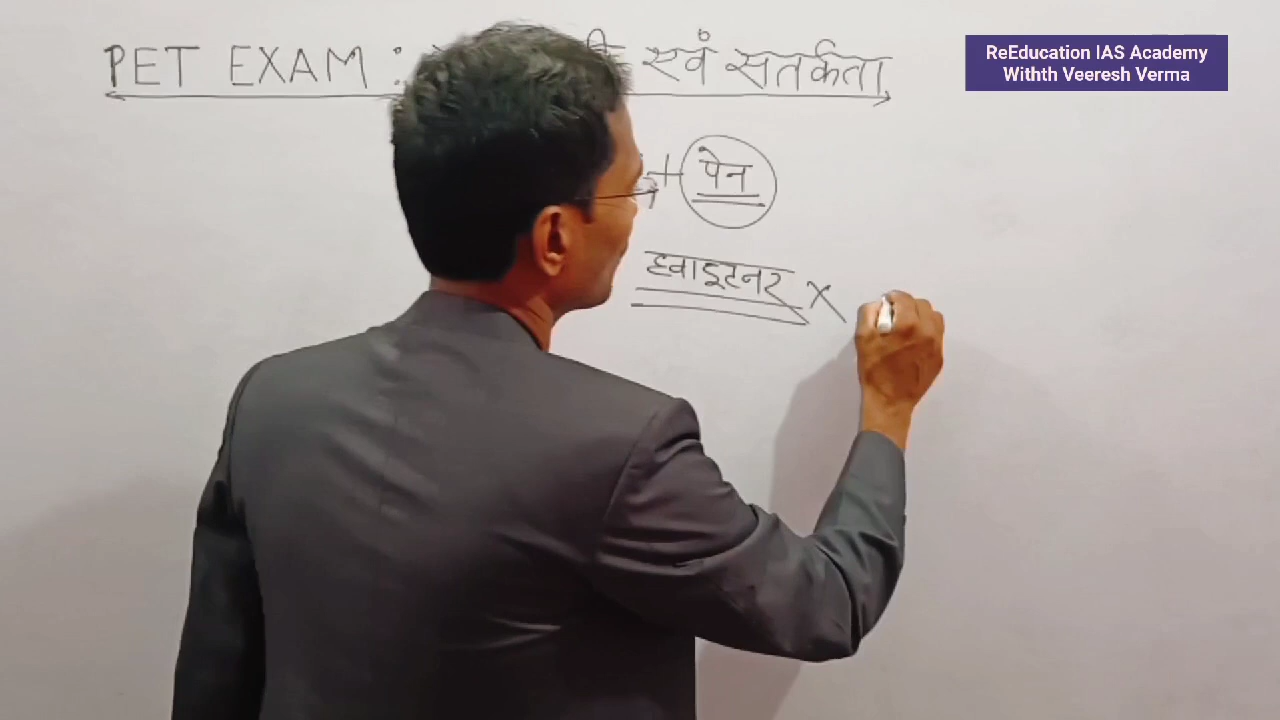 PET EXAM : एवं सतर्कता
ReEducation IAS Academy
Withth Veeresh Verma
+ पेन
ह्वाइटनर X